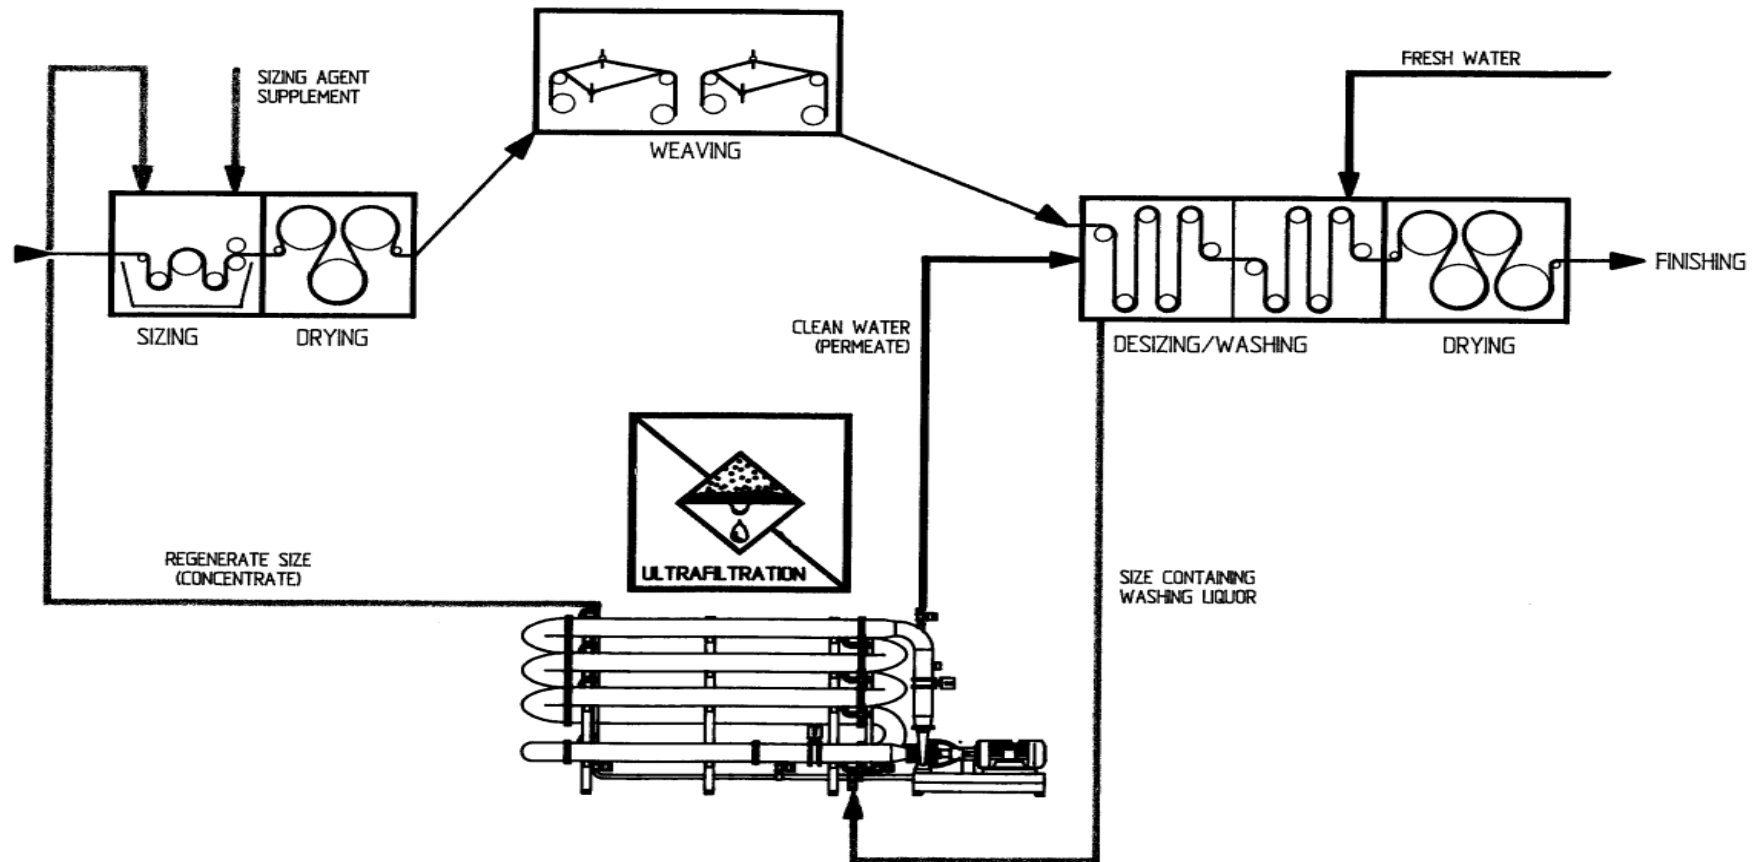 SIZING AGENT
SUPPLEMENT
FRESH WATER
WEAVING
SIZING
DRYING
CLEAN WATER
(PERMEATE)
DESIZING/WASHING
DRYING
FINISHING
ULTRAFILTRATION
REGENERATE SIZE
(CONCENTRATE)
SIZE CONTAINING
WASHING LIQUOR